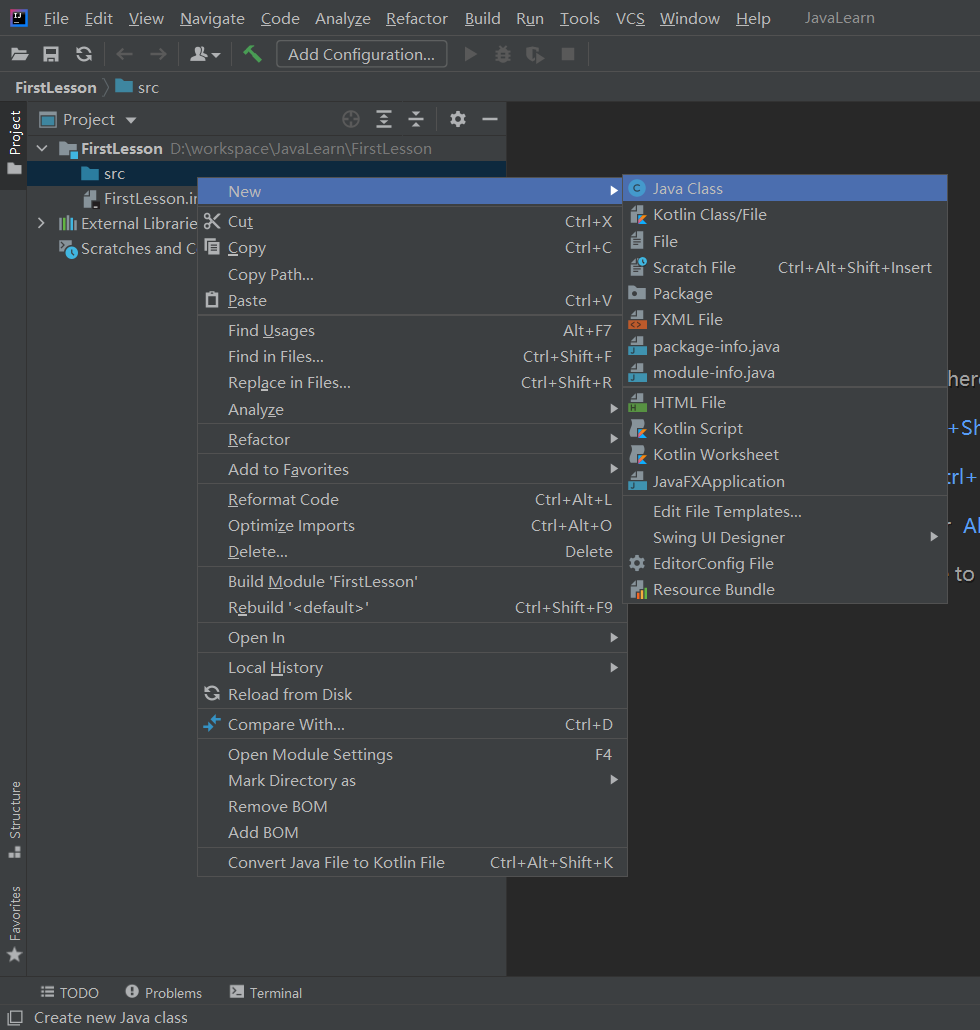 File Edit View Navigate Code Analyze Refactor Build Run Tools VCS Window Help JavaLearn
Add Configuration...
FirstLesson src
Project
Project
FirstLesson D:\workspace\JavaLearn\FirstLesson
src
FirstLesson.i
External Librarie
Scratches and C
New
Cut Ctrl+X
Copy Ctrl+C
Copy Path...
Paste Ctrl+V
Find Usages Alt+F7
Find in Files... Ctrl+Shift+F
Replace in Files... Ctrl+Shift+R
Analyze
Refactor
Add to Favorites
Reformat Code Ctrl+Alt+L
Optimize Imports Ctrl+Alt+O
Delete... Delete
Build Module 'FirstLesson'
Rebuild '<default>' Ctrl+Shift+F9
Open In
Local History
Reload from Disk
Compare With... Ctrl+D
Open Module Settings F4
Mark Directory as
Remove BOM
Add BOM
Convert Java File to Kotlin File Ctrl+Alt+Shift+K
Java Class
Kotlin Class/File
File
Scratch File Ctrl+Alt+Shift+Insert
Package
FXML File
package-info.java
module-info.java
HTML File
Kotlin Script
Kotlin Worksheet
JavaFXApplication
Edit File Templates...
Swing UI Designer
EditorConfig File
Resource Bundle
here
+Sh
trl+
Al
to
Structure
Favorites
TODO Problems Terminal
Create new Java class